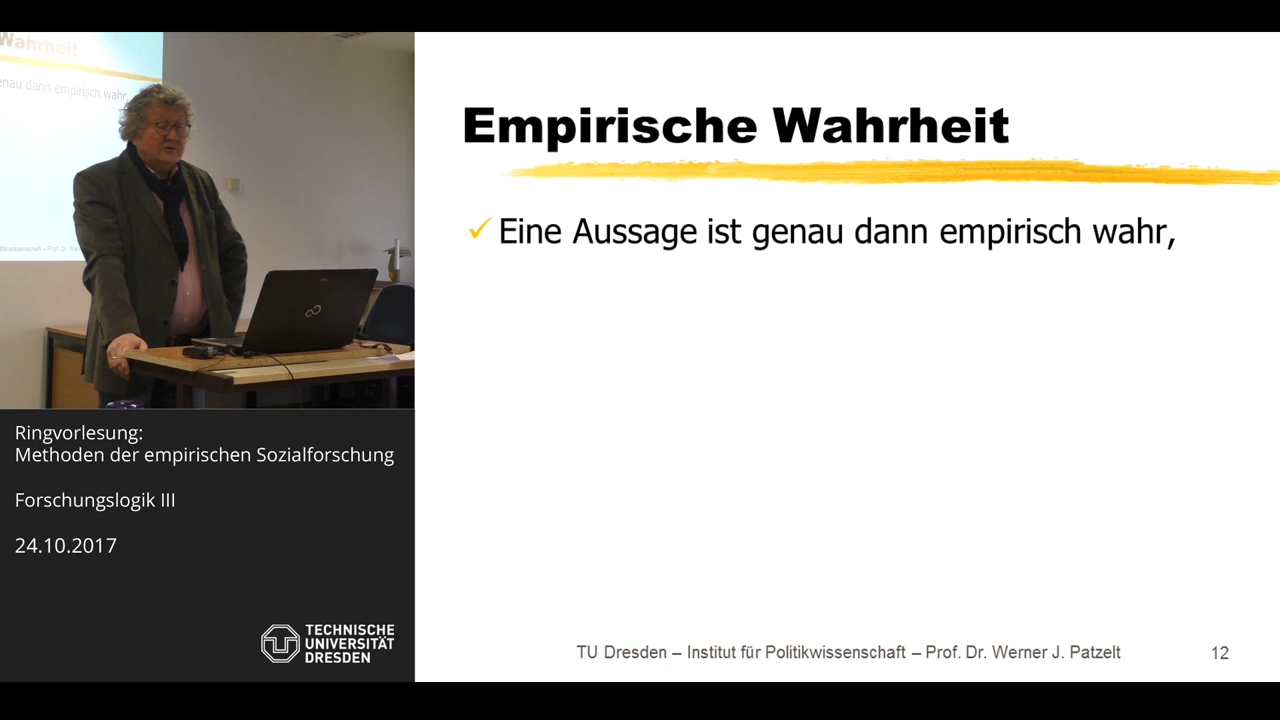 Wahrheit
genau dann empirisch wahr,
Ringvorlesung:
Methoden der empirischen Sozialforschung
Forschungslogik III
24.10.2017
TECHNISCHE
UNIVERSITÄT
DRESDEN
Empirische Wahrheit
Eine Aussage ist genau dann empirisch wahr,
TU Dresden – Institut für Politikwissenschaft – Prof. Dr. Werner J. Patzelt
12